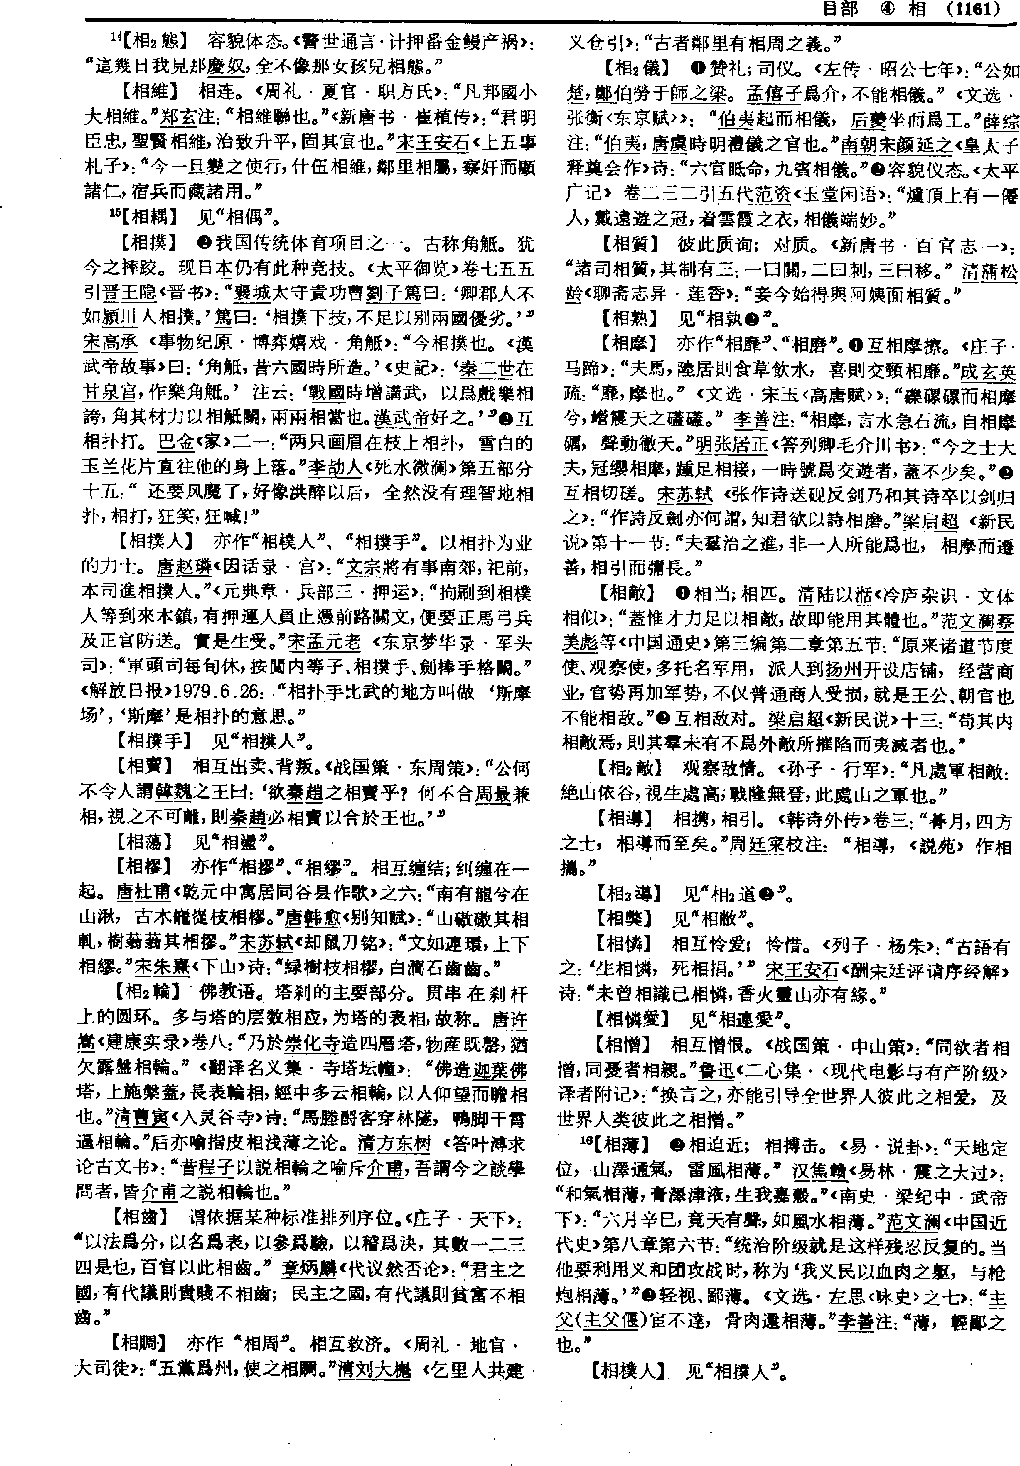 目部 ④ 相 (1161)
14【相₂態】 容貌体态。《警世通言·计押番金鳗产祸》：
“這幾日我見那慶奴，全不像那女孩兒相態。”
【相維】 相连。《周礼·夏官·职方氏》：“凡邦國小
大相維。”郑玄注：“相維聯也。”《新唐书·崔植传》：“君明
臣忠，聖賢相維，治致升平，固其宜也。”宋王安石《上五事
札子》：“今一旦變之使行，什伍相維，鄰里相屬，察奸而顯
諸仁，宿兵而藏諸用。”
15【相耦】 见“相偶”。
【相撲】 ❶我国传统体育项目之一。古称角觝。犹
今之摔跤。现日本仍有此种竞技。《太平御览》卷七五五
引晋王隐《晋书》：“襄城太守責功曹劉子篤曰：‘卿郡人不
如潁川人相撲。’篤曰：‘相撲下技，不足以别兩國優劣。’”
宋高承《事物纪原·博弈嬉戏·角觝》：“今相撲也。《漢
武帝故事》曰：‘角觝，昔六國時所造。’《史記》：‘秦二世在
甘泉宫，作樂角觝。’ 注云：‘戰國時增講武，以爲戲樂相
誇，角其材力以相觝鬭，兩兩相當也。漢武帝好之。’”❷互
相扑打。巴金《家》二一：“两只画眉在枝上相扑，雪白的
玉兰花片直往他的身上落。”李劼人《死水微澜》第五部分
十五：“还要风魔了，好像洪醉以后，全然没有理智地相
扑，相打，狂笑，狂喊！”
【相撲人】 亦作“相樸人”、“相撲手”。以相扑为业
的力士。唐赵璘《因话录·宫》：“文宗將有事南郊，祀前，
本司進相撲人。”《元典章·兵部三·押运》：“拘刷到相樸
人等到來本鎮，有押運人員止憑前路關文，便要正馬弓兵
及正官防送。實是生受。”宋孟元老《东京梦华录·军头
司》：“軍頭司每旬休，按閲内等子、相撲手、劍棒手格鬭。”
《解放日报》1979.6.26：“相扑手比武的地方叫做‘斯摩
场’，‘斯摩’是相扑的意思。”
【相撲手】 见“相撲人”。
【相賣】 相互出卖、背叛。《战国策·东周策》：“公何
不令人謂韓魏之王曰：‘欲秦趙之相賣乎？何不合周最兼
相，視之不可離，則秦趙必相賣以合於王也。’”
【相蕩】 见“相盪”。
【相樛】 亦作“相摎”、“相繆”。相互缠结；纠缠在一
起。唐杜甫《乾元中寓居同谷县作歌》之六：“南有龍兮在
山湫，古木巃嵸枝相樛。”唐韩愈《别知赋》：“山磝磝其相
軋，樹蓊蓊其相摎。”宋苏轼《却鼠刀铭》：“文如連環，上下
相繆。”宋朱熹《下山》诗：“緑樹枝相樛，白澗石齒齒。”
【相₂輪】 佛教语。塔刹的主要部分。贯串在刹杆
上的圆环。多与塔的层数相应，为塔的表相，故称。唐许
嵩《建康实录》卷八：“乃於崇化寺造四層塔，物産既罄，猶
欠露盤相輪。”《翻译名义集·寺塔坛幢》：“佛造迦葉佛
塔，上施槃蓋，長表輪相，經中多云相輪，以人仰望而瞻相
也。”清曹寅《入灵谷寺》诗：“馬塍酹客穿林隧，鴨脚干霄
過相輪。”后亦喻指皮相浅薄之论。清方东树《答叶溥求
论古文书》：“昔程子以説相輪之喻斥介甫，吾謂今之談學
問者，皆介甫之説相輪也。”
【相齒】 谓依据某种标准排列序位。《庄子·天下》：
“以法爲分，以名爲表，以參爲驗，以稽爲決，其數一二三
四是也，百官以此相齒。”章炳麟《代议然否论》：“君主之
國，有代議則貴賤不相齒；民主之國，有代議則貧富不相
齒。”
【相賙】 亦作“相周”。相互救济。《周礼·地官·
大司徒》：“五黨爲州，使之相賙。”清刘大櫆《乞里人共建
义仓引》：“古者鄰里有相周之義。”
【相₂儀】 ❶赞礼；司仪。《左传·昭公七年》：“公如
楚，鄭伯勞于師之梁。孟僖子爲介，不能相儀。”《文选·
张衡〈东京赋〉》：“伯夷起而相儀，后夔坐而爲工。”薛综
注：“伯夷，唐虞時明禮儀之官也。”南朝宋颜延之《皇太子
释奠会作》诗：“六官眂命，九賓相儀。”❷容貌仪态。《太平
广记》卷二三二引五代范资《玉堂闲语》：“爐頂上有一僊
人，戴遠遊之冠，着雲霞之衣，相儀端妙。”
【相質】 彼此质询；对质。《新唐书·百官志一》：
“諸司相質，其制有三：一曰關，二曰刺，三曰移。”清蒲松
龄《聊斋志异·莲香》：“妾今始得與阿姨面相質。”
【相熟】 见“相孰❷”。
【相摩】 亦作“相靡”、“相磨”。❶互相摩擦。《庄子·
马蹄》：“夫馬，陸居則食草飲水，喜則交頸相靡。”成玄英
疏：“靡，摩也。”《文选·宋玉〈高唐赋〉》：“礫磥磥而相摩
兮，巆震天之礚礚。”李善注：“相摩，言水急石流，自相摩
礪，聲動徹天。”明张居正《答列卿毛介川书》：“今之士大
夫，冠纓相摩，踵足相接，一時號爲交遊者，蓋不少矣。”❷
互相切磋。宋苏轼《张作诗送砚反剑乃和其诗卒以剑归
之》：“作詩反劍亦何謂，知君欲以詩相磨。”梁启超《新民
说》第十一节：“夫羣治之進，非一人所能爲也，相摩而遷
善，相引而彌長。”
【相敵】 ❶相当；相匹。清陆以湉《冷庐杂识·文体
相似》：“蓋惟才力足以相敵，故即能用其體也。”范文澜蔡
美彪等《中国通史》第三编第二章第五节：“原来诸道节度
使、观察使，多托名军用，派人到扬州开设店铺，经营商
业，官势再加军势，不仅普通商人受损，就是王公、朝官也
不能相敌。”❷互相敌对。梁启超《新民说》十三：“苟其内
相敵焉，則其羣未有不爲外敵所摧陷而夷滅者也。”
【相₂敵】 观察敌情。《孙子·行军》：“凡處軍相敵：
絶山依谷，視生處高；戰隆無登，此處山之軍也。”
【相導】 相携，相引。《韩诗外传》卷三：“朞月，四方
之士，相導而至矣。”周廷寀校注：“相導，《説苑》作相
攜。”
【相₂導】 见“相₂道❷”。
【相獘】 见“相敝”。
【相憐】 相互怜爱；怜惜。《列子·杨朱》：“古語有
之：‘生相憐，死相捐。’”宋王安石《酬宋廷评请序经解》
诗：“未曾相識已相憐，香火靈山亦有緣。”
【相憐愛】 见“相連愛”。
【相憎】 相互憎恨。《战国策·中山策》：“同欲者相
憎，同憂者相親。”鲁迅《二心集·〈现代电影与有产阶级〉
译者附记》：“换言之，亦能引导全世界人彼此之相爱，及
世界人类彼此之相憎。”
16【相薄】 ❶相迫近；相搏击。《易·说卦》：“天地定
位，山澤通氣，雷風相薄。”汉焦赣《易林·震之大过》：
“和氣相薄，膏澤津液，生我嘉穀。”《南史·梁纪中·武帝
下》：“六月辛巳，竟天有聲，如風水相薄。”范文澜《中国近
代史》第八章第六节：“统治阶级就是这样残忍反复的。当
他要利用义和团攻战时，称为‘我义民以血肉之躯，与枪
炮相薄。’”❷轻视、鄙薄。《文选·左思〈咏史〉之七》：“主
父（主父偃）宦不達，骨肉還相薄。”李善注：“薄，輕鄙之
也。”
【相樸人】 见“相撲人”。